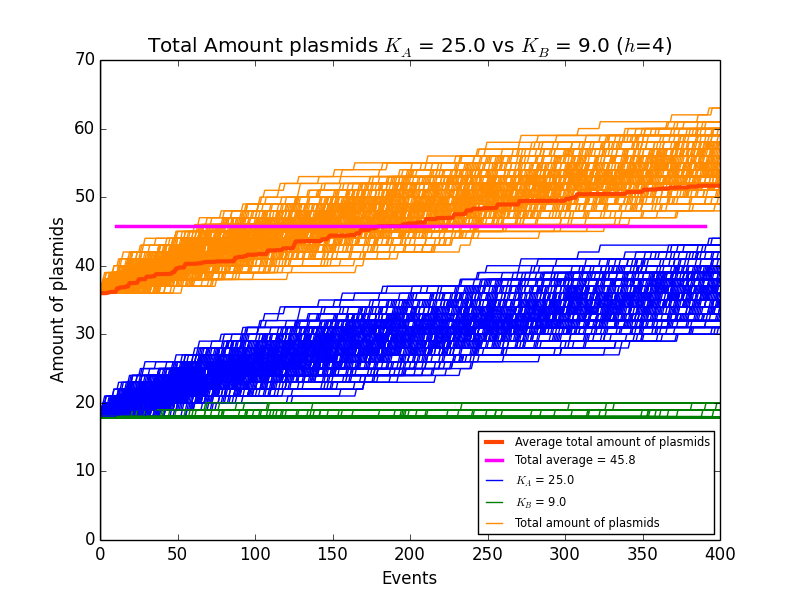 Total Amount plasmids K_A = 25.0 vs K_B = 9.0 (h=4)
70
60
50
40
30
20
10
0
Amount of plasmids
Average total amount of plasmids
Total average = 45.8
K_A = 25.0
K_B = 9.0
Total amount of plasmids
0 50 100 150 200 250 300 350 400
Events